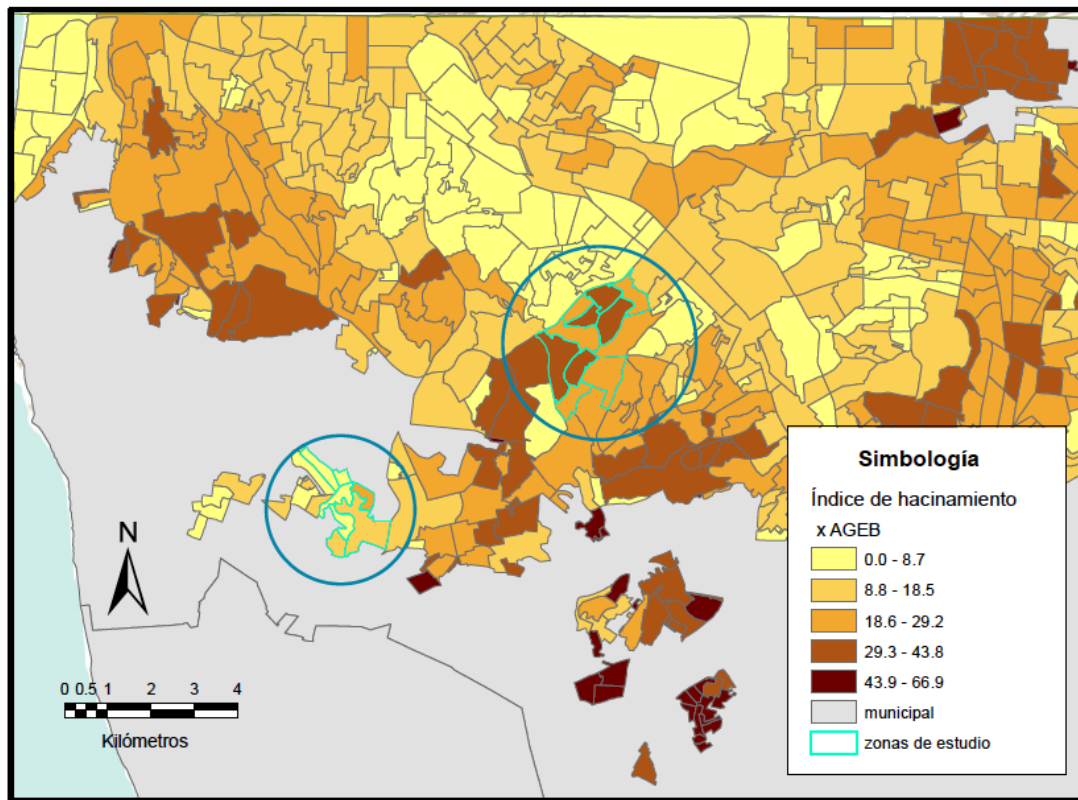 Simbología
Índice de hacinamiento
x AGEB
0.0 - 8.7
8.8 - 18.5
18.6 - 29.2
29.3 - 43.8
43.9 - 66.9
municipal
zonas de estudio
N
0 0.5 1 2 3 4
Kilómetros